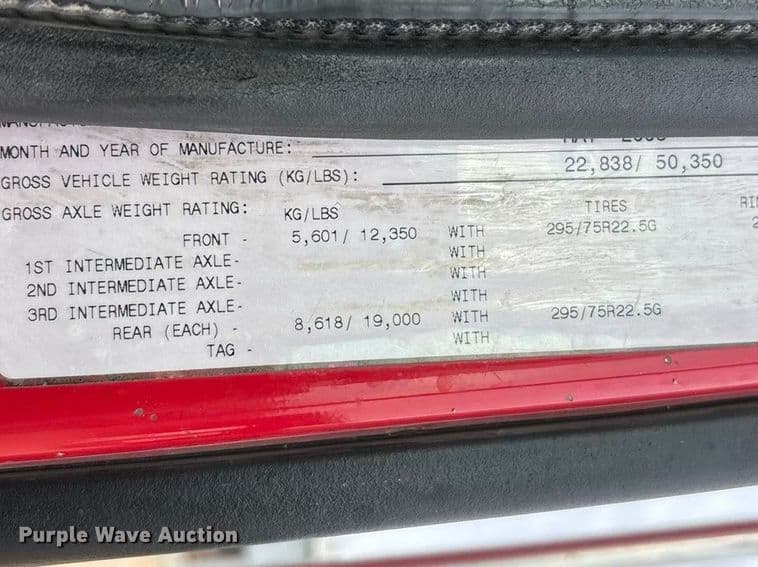 MONTH AND YEAR OF MANUFACTURE:
GROSS VEHICLE WEIGHT RATING (KG/LBS): 22,838/ 50,350
GROSS AXLE WEIGHT RATING: KG/LBS TIRES
FRONT - 5,601/ 12,350 WITH 295/75R22.5G
1ST INTERMEDIATE AXLE- WITH
2ND INTERMEDIATE AXLE- WITH
3RD INTERMEDIATE AXLE- WITH
REAR (EACH) - 8,618/ 19,000 WITH 295/75R22.5G
TAG - WITH
Purple Wave Auction